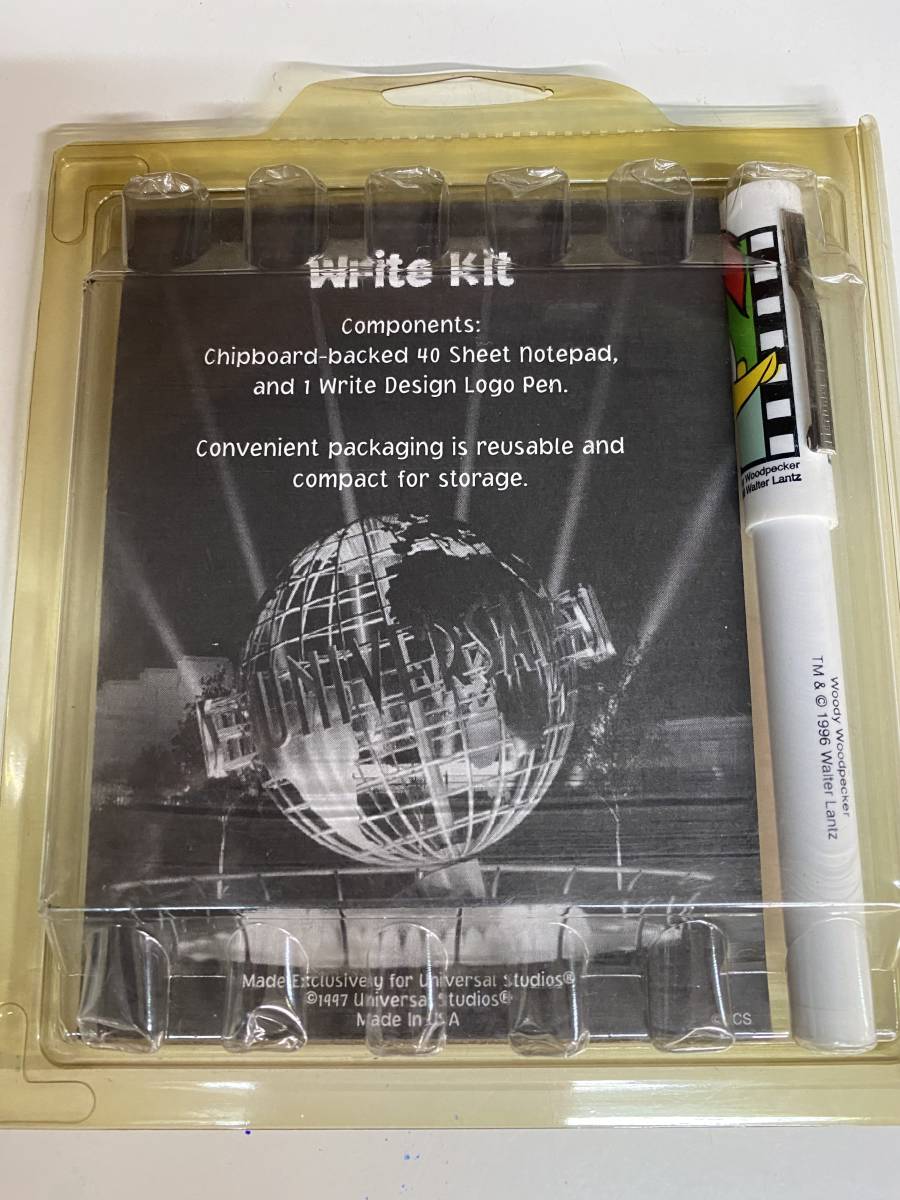 Write Kit
Components:
Chipboard-backed 40 Sheet Notepad,
and 1 Write Design Logo Pen.
Convenient packaging is reusable and
compact for storage.
UNIVERSAL
Made Exclusively for Universal Studios®
©1997 Universal Studios®
Made In USA
CS
Woodpecker
Walter Lantz
Woody Woodpecker
TM & © 1996 Walter Lantz